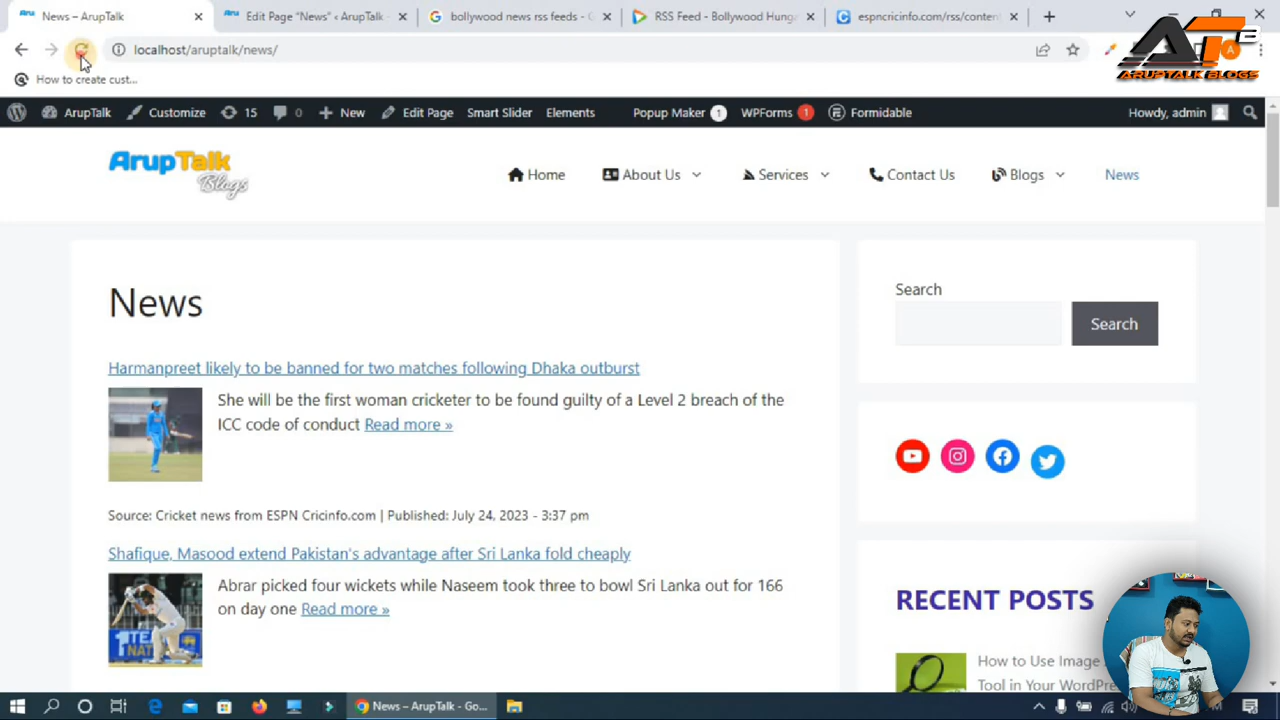 News – ArupTalk
Edit Page "News" ‹ ArupTalk -
bollywood news rss feeds -
RSS Feed - Bollywood Hung
espncricinfo.com/rss/conten
ATB
ARUPTALK BLOGS
localhost/aruptalk/news/
A
How to create cust...
ArupTalk
Customize
15
0
New
Edit Page
Smart Slider
Elements
Popup Maker 1
WPForms 1
Formidable
Howdy, admin
ArupTalk
Blogs
Home
About Us
Services
Contact Us
Blogs
News
News
Search
Search
Harmanpreet likely to be banned for two matches following Dhaka outburst
She will be the first woman cricketer to be found guilty of a Level 2 breach of the
ICC code of conduct Read more »
Source: Cricket news from ESPN Cricinfo.com | Published: July 24, 2023 - 3:37 pm
Shafique, Masood extend Pakistan's advantage after Sri Lanka fold cheaply
Abrar picked four wickets while Naseem took three to bowl Sri Lanka out for 166
on day one Read more »
RECENT POSTS
How to Use Image
Tool in Your WordPre
News – ArupTalk - Go...